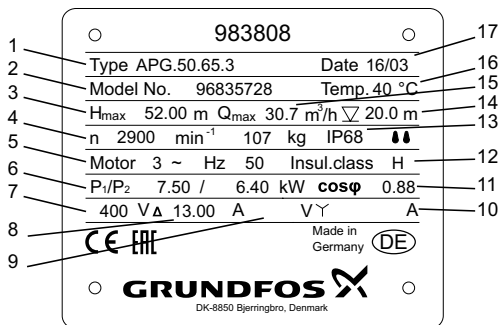 983808
1 Type APG.50.65.3 Date 16/03 17
2 Model No. 96835728 Temp. 40 °C 16
3 Hmax 52.00 m Qmax 30.7 m³/h 20.0 m 15
4 n 2900 min⁻¹ 107 kg IP68 14
13
5 Motor 3 ~ Hz 50 Insul.class H 12
6 P1/P2 7.50 / 6.40 kW cosφ 0.88 11
7 400 V Δ 13.00 A V Y A 10
8
9
CE EAC Made in
Germany DE
GRUNDFOS
DK-8850 Bjerringbro, Denmark